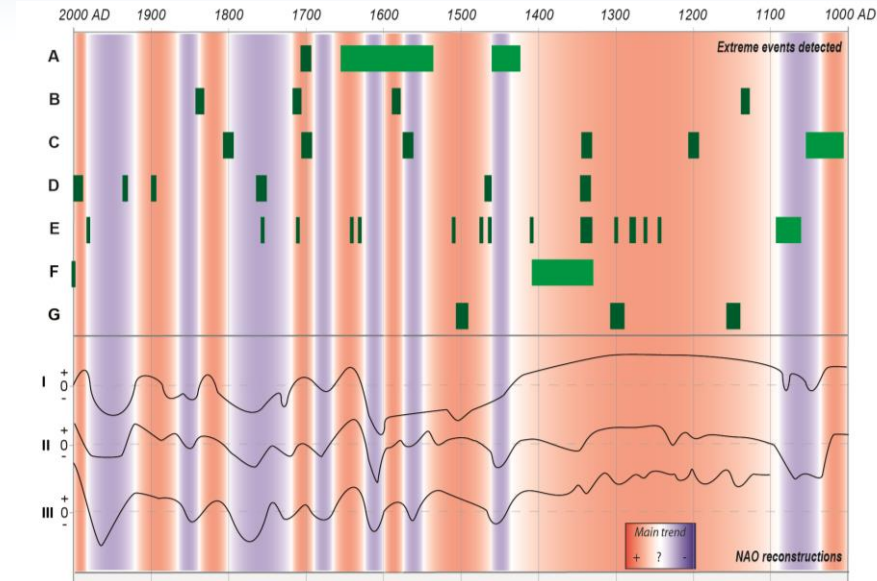 2000 AD 1900 1800 1700 1600 1500 1400 1300 1200 1100 1000 AD
Extreme events detected
A
B
C
D
E
F
G
I + 0 -
II + 0 -
III + 0 -
Main trend
+ ? -
NAO reconstructions